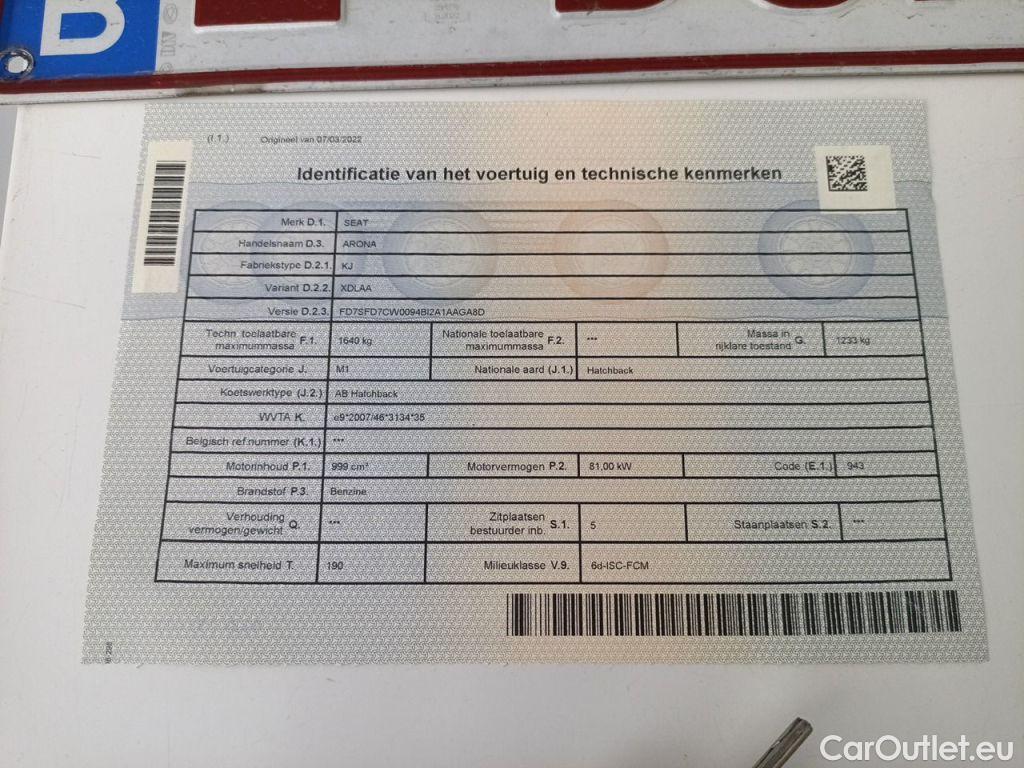 B
(I.1.) Origineel van 07/03/2022
Identificatie van het voertuig en technische kenmerken
Merk D.1. SEAT
Handelsnaam D.3. ARONA
Fabriekstype D.2.1. KJ
Variant D.2.2. XDLAA
Versie D.2.3. FD7SFD7CW0094BI2A1AAGA8D
Techn. toelaatbare maximummassa F.1. 1640 kg Nationale toelaatbare maximummassa F.2. *** Massa in rijklare toestand G. 1233 kg
Voertuigcategorie J. M1 Nationale aard (J.1.) Hatchback
Koetswerktype (J.2.) AB Hatchback
WVTA K. e9*2007/46*3134*35
Belgisch ref.nummer (K.1.) ***
Motorinhoud P.1. 999 cm³ Motorvermogen P.2. 81,00 kW Code (E.1.) 943
Brandstof P.3. Benzine
Verhouding vermogen/gewicht Q. *** Zitplaatsen bestuurder inb. S.1. 5 Staanplaatsen S.2. ***
Maximum snelheid T. 190 Milieuklasse V.9. 6d-ISC-FCM
CarOutlet.eu